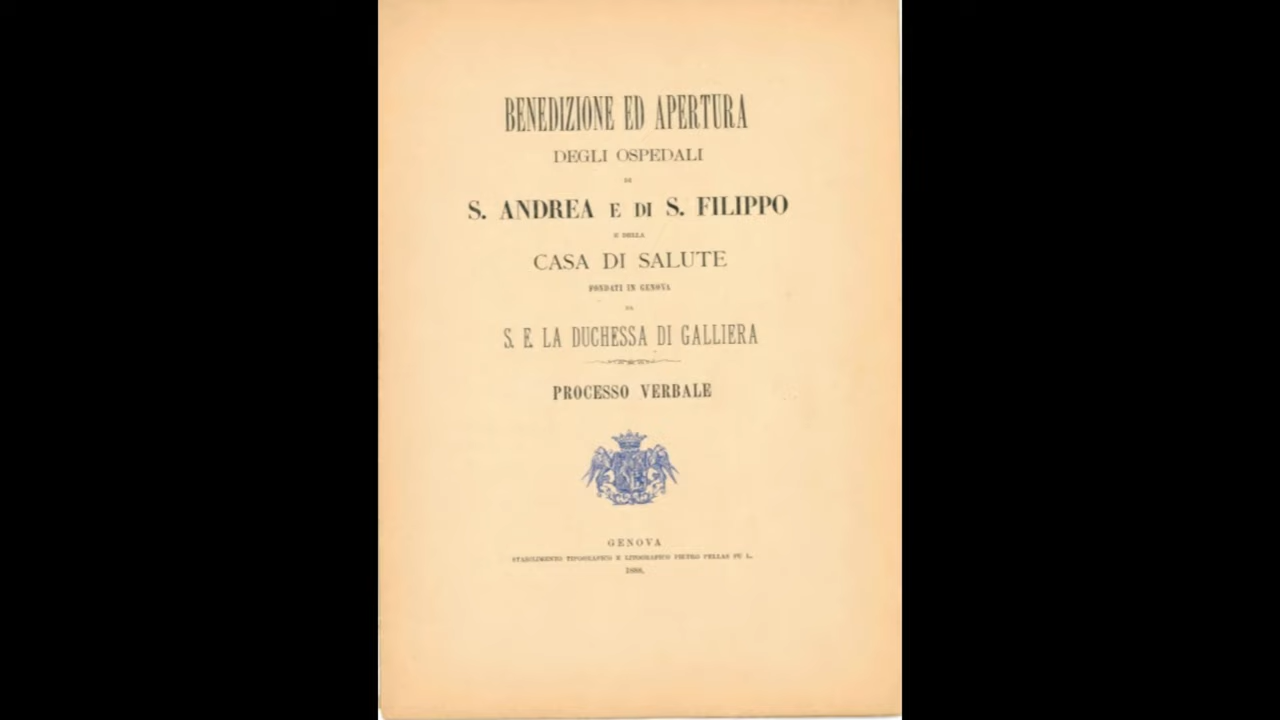 BENEDIZIONE ED APERTURA
DEGLI OSPEDALI
DI
S. ANDREA E DI S. FILIPPO
E DELLA
CASA DI SALUTE
FONDATI IN GENOVA
DA
S. E. LA DUCHESSA DI GALLIERA
PROCESSO VERBALE
GENOVA
STABILIMENTO TIPOGRAFICO E LITOGRAFICO PIETRO PELLAS FU L.
1888.